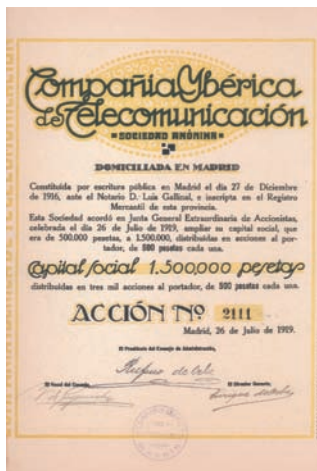 Compañia Ybérica
de Telecomunicación
SOCIEDAD ANÓNIMA
DOMICILIADA EN MADRID
Constituída por escritura pública en Madrid el día 27 de Diciembre
de 1916, ante el Notario D. Luis Gallinal, e inscripta en el Registro
Mercantil de esta provincia.
Esta Sociedad acordó en Junta General Extraordinaria de Accionistas,
celebrada el día 26 de Julio de 1919, ampliar su capital social, que
era de 500.000 pesetas, a 1.500.000, distribuídas en acciones al por-
tador, de 500 pesetas cada una.
Capital social 1.500,000 pesetas
distribuídas en tres mil acciones al portador, de 500 pesetas cada una.
ACCIÓN Nº 2111
Madrid, 26 de Julio de 1919.
El Presidente del Consejo de Administración,
El Vocal del Consejo,
El Director Gerente,